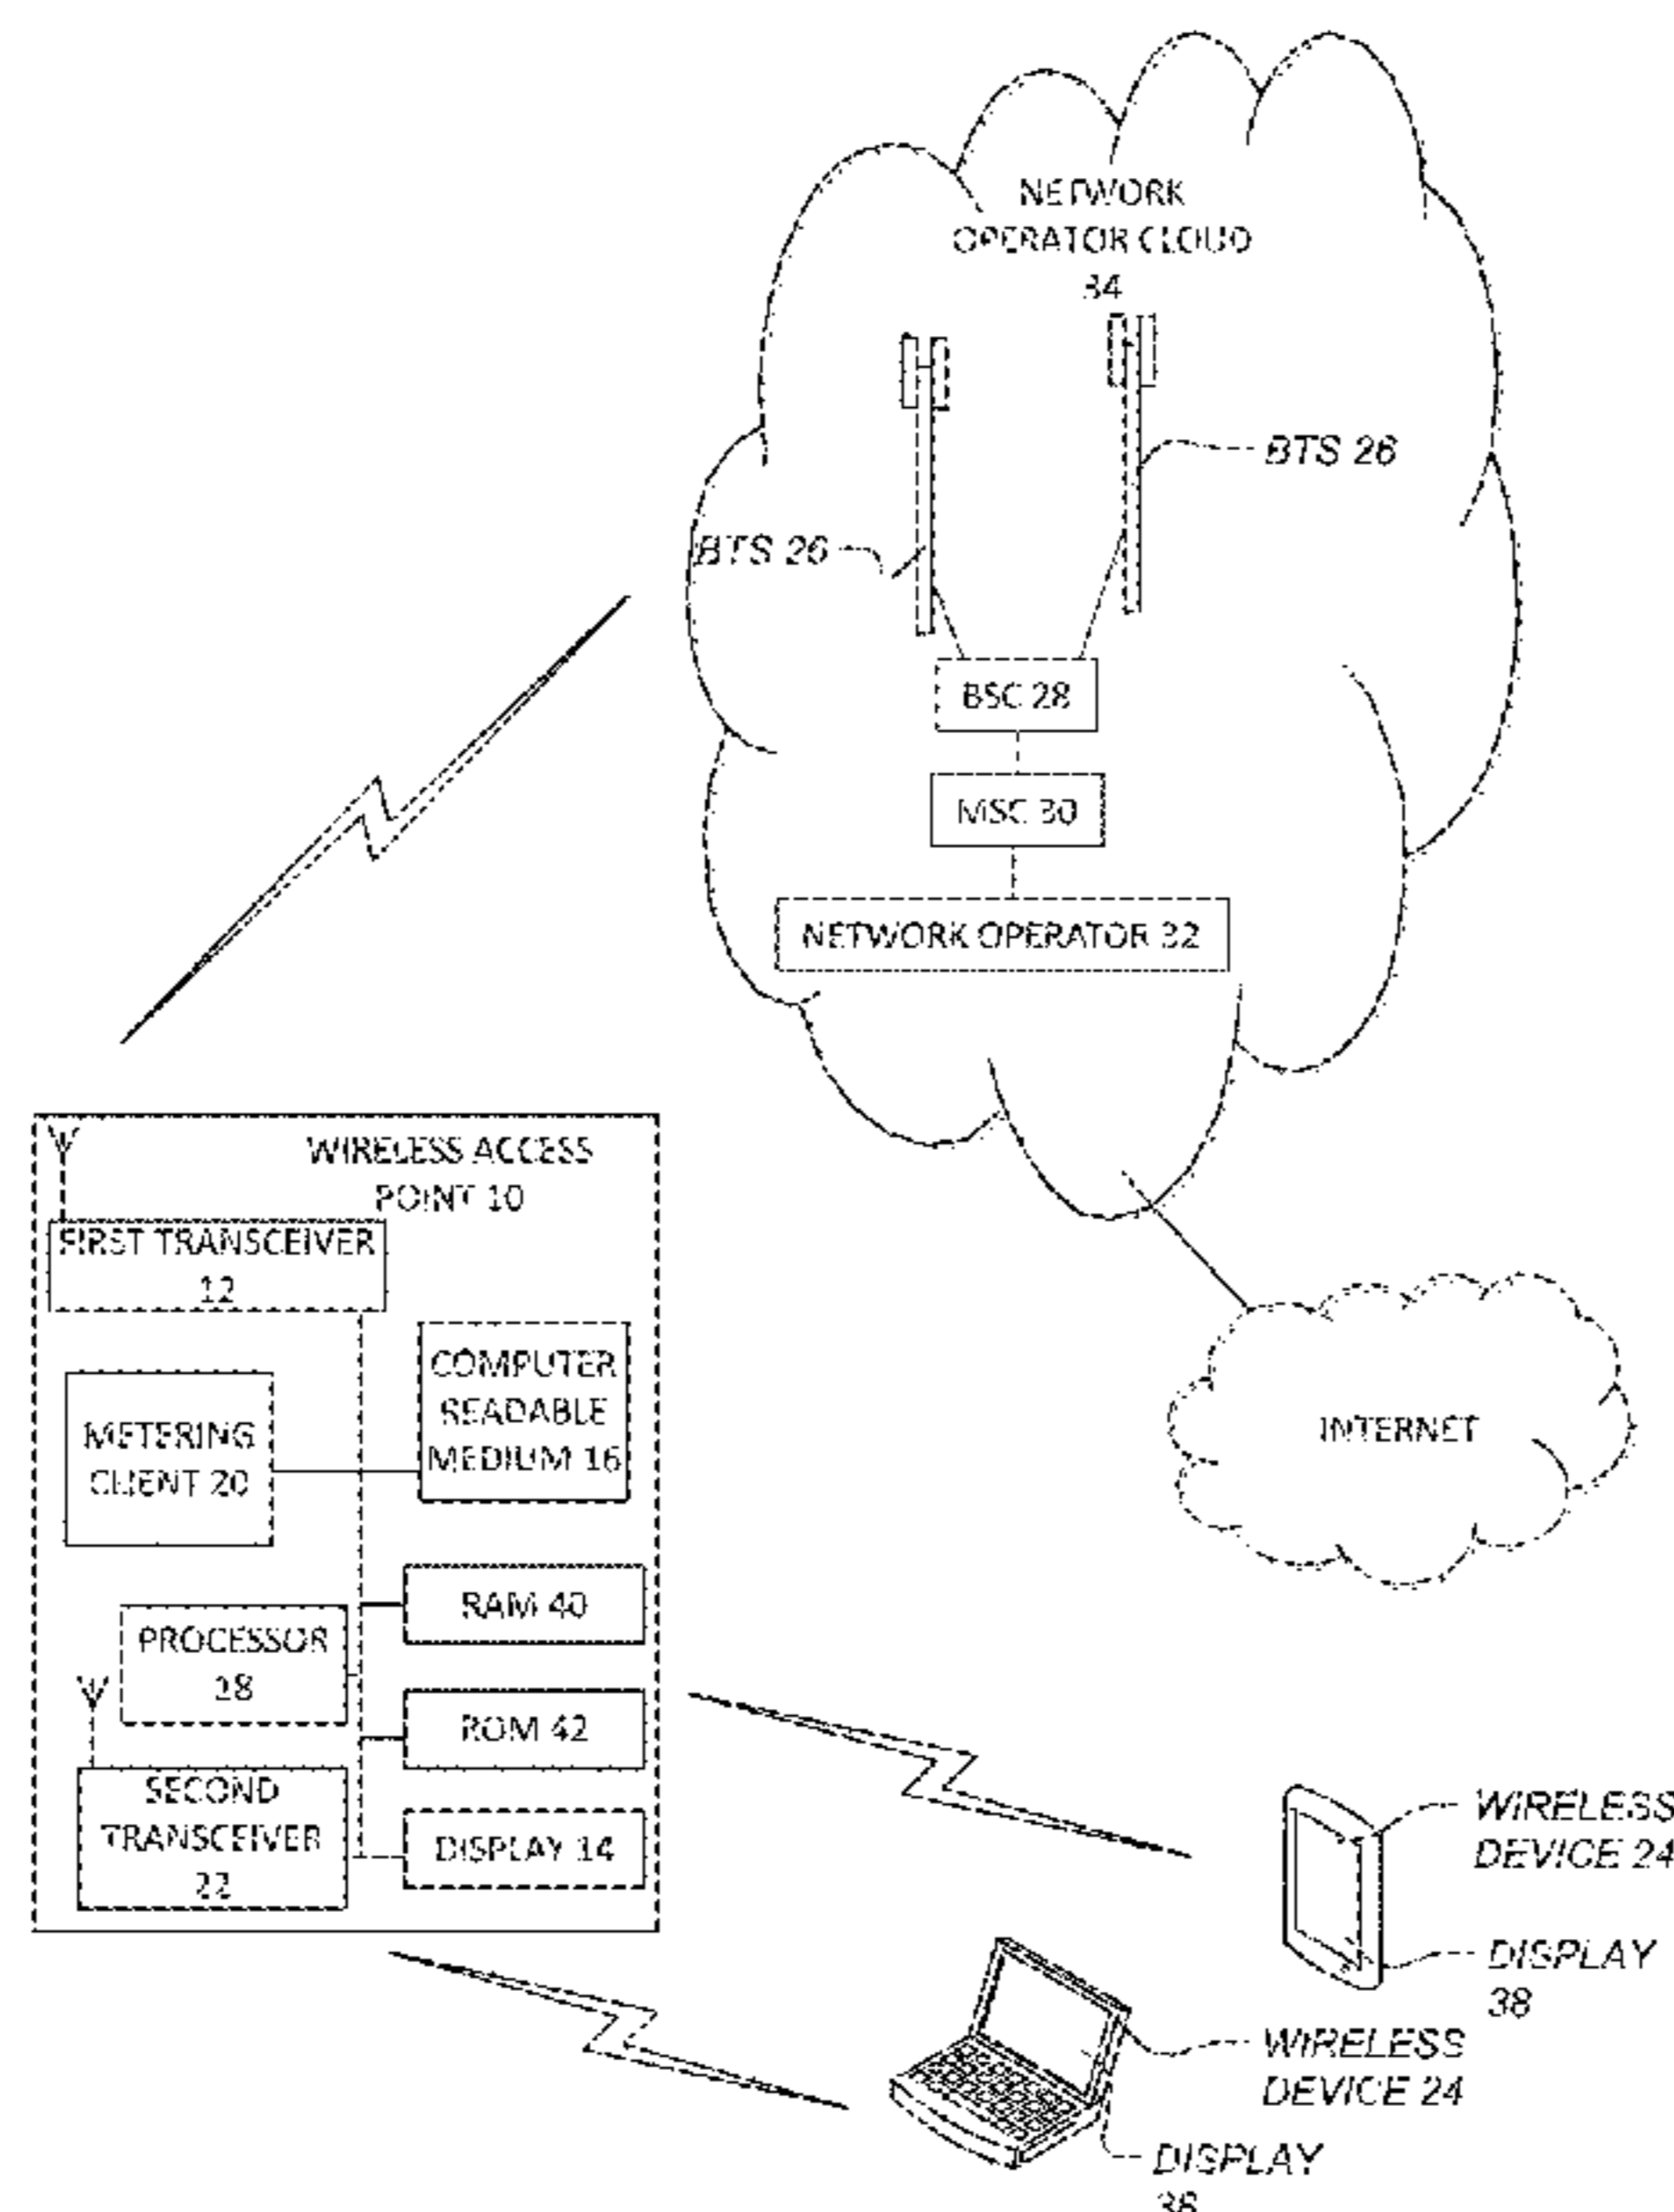 NETWORK
OPERATOR CLOUD
34
BTS 26
BTS 26
BSC 28
MSC 30
NETWORK OPERATOR 32
WIRELESS ACCESS
POINT 10
FIRST TRANSCEIVER
12
COMPUTER
READABLE
MEDIUM 16
METERING
CLIENT 20
INTERNET
RAM 40
PROCESSOR
18
ROM 42
SECOND
TRANSCEIVER
22
DISPLAY 14
WIRELESS
DEVICE 24
DISPLAY
38
WIRELESS
DEVICE 24
DISPLAY
38